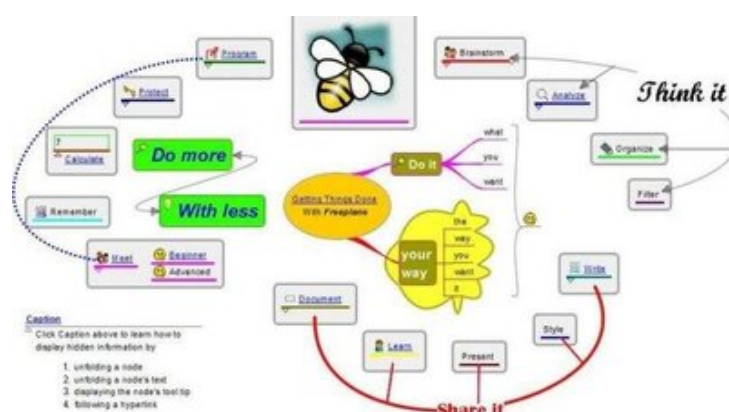 Program
Protect
7
Calculate
Remember
Meet
Beginner
Advanced
Do more
With less
Getting Things Done
With Freeplane
Do it
what
you
want
your
way
the
way
you
want
it
Brainstorm
Analyze
Think it
Organize
Filter
Document
Learn
Present
Style
Write
Share it
Caption
Click Caption above to learn how to
display hidden information by
1. unfolding a node
2. unfolding a node's text
3. displaying the node's tool tip
4. following a hyperlink